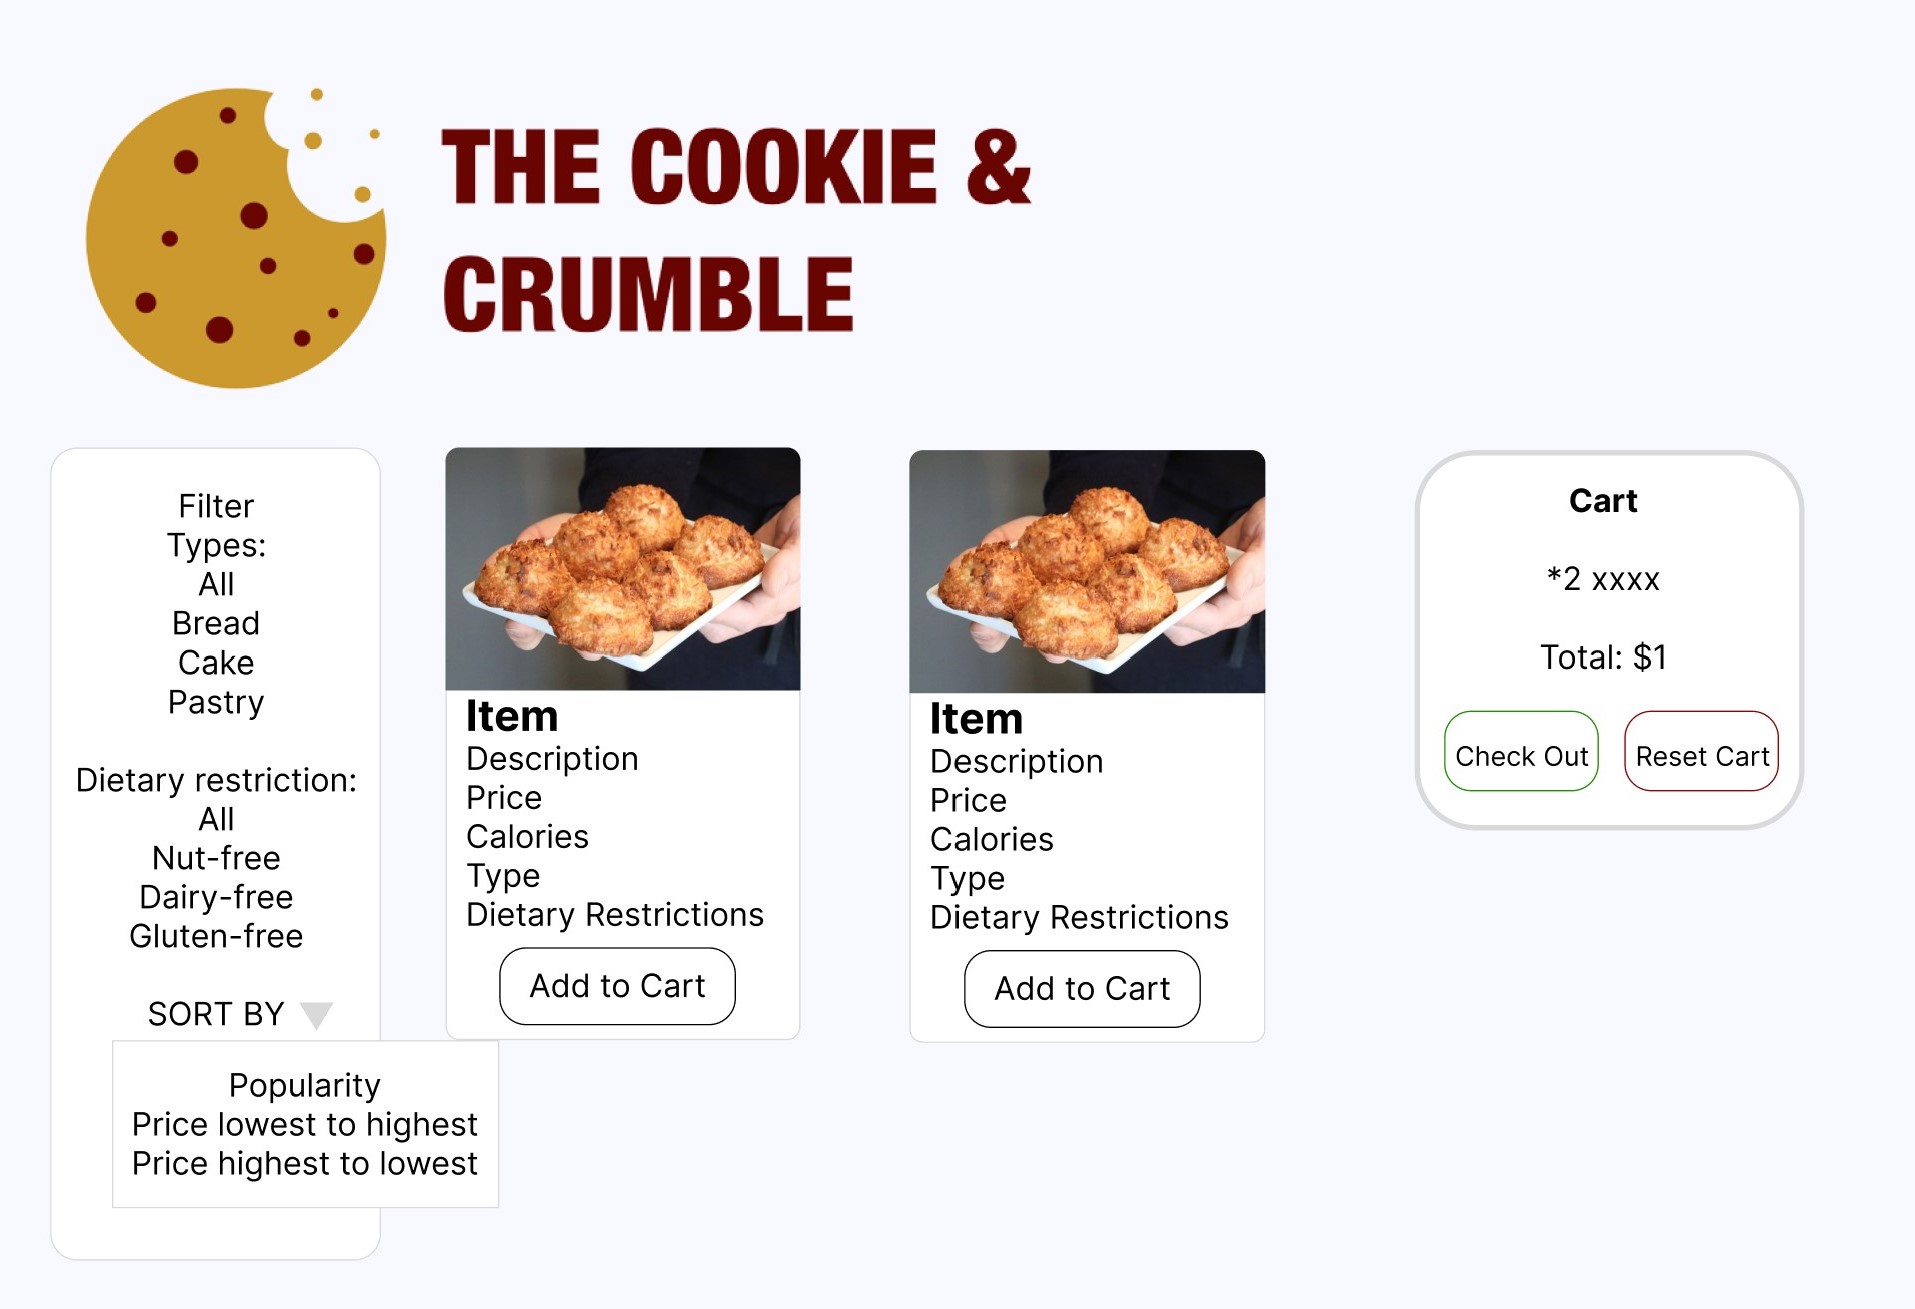 THE COOKIE &
CRUMBLE
Filter
Types:
All
Bread
Cake
Pastry
Dietary restriction:
All
Nut-free
Dairy-free
Gluten-free
SORT BY
Popularity
Price lowest to highest
Price highest to lowest
Item
Description
Price
Calories
Type
Dietary Restrictions
Add to Cart
Item
Description
Price
Calories
Type
Dietary Restrictions
Add to Cart
Cart
*2 xxxx
Total: $1
Check Out
Reset Cart